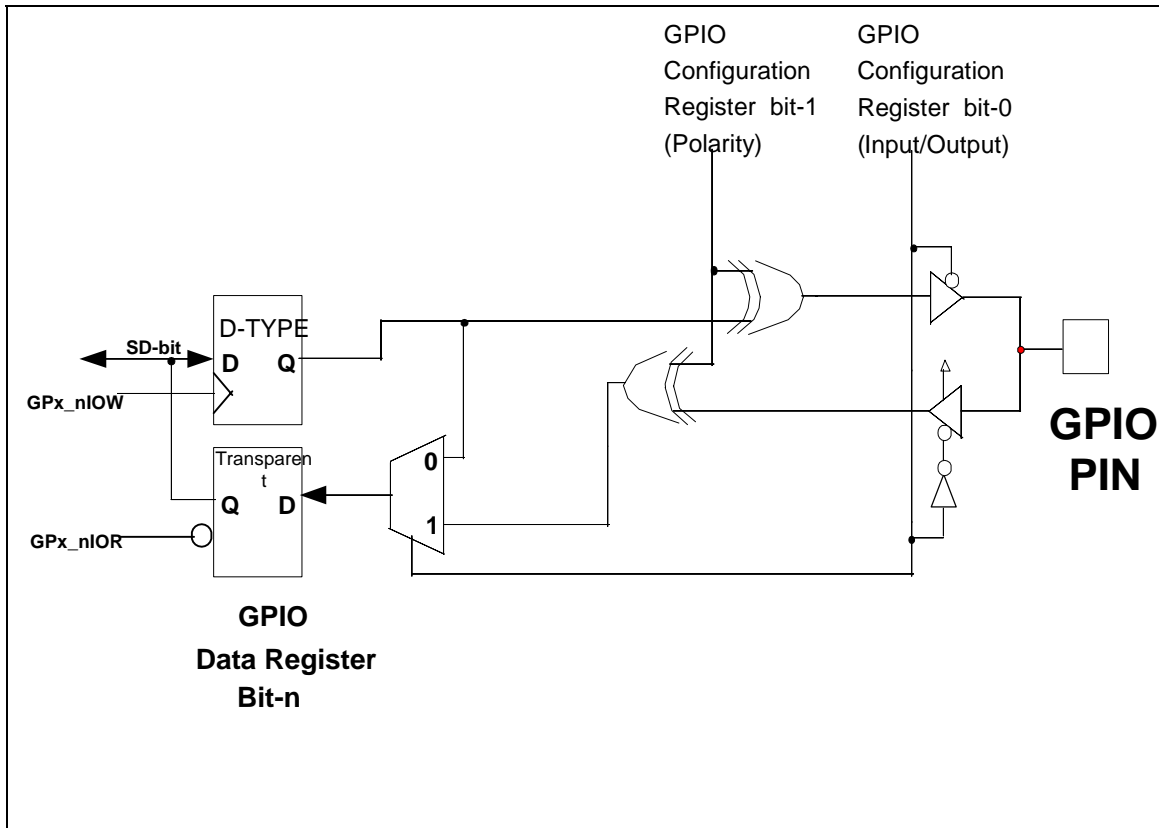 GPIO
Configuration
Register bit-1
(Polarity)
GPIO
Configuration
Register bit-0
(Input/Output)
D-TYPE
SD-bit
D
Q
GPx_nIOW
Transparen
t
Q
D
GPx_nIOR
0
1
GPIO
PIN
GPIO
Data Register
Bit-n